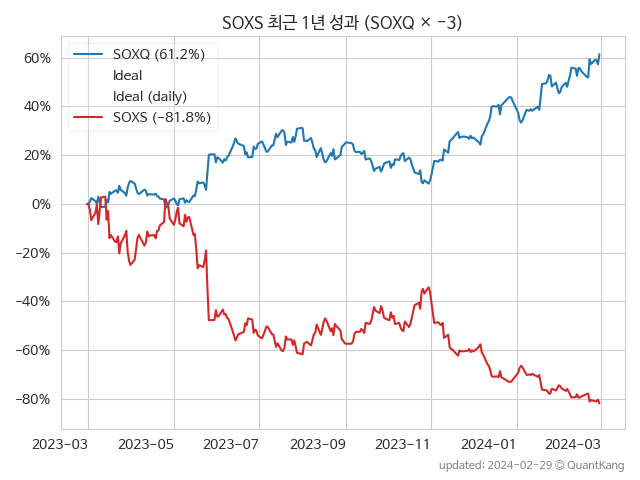 SOXS 최근 1년 성과 (SOXQ × −3)
SOXQ (61.2%)
Ideal
Ideal (daily)
SOXS (−81.8%)
60%
40%
20%
0%
−20%
−40%
−60%
−80%
2023−03
2023−05
2023−07
2023−09
2023−11
2024−01
2024−03
updated: 2024−02−29 © QuantKang